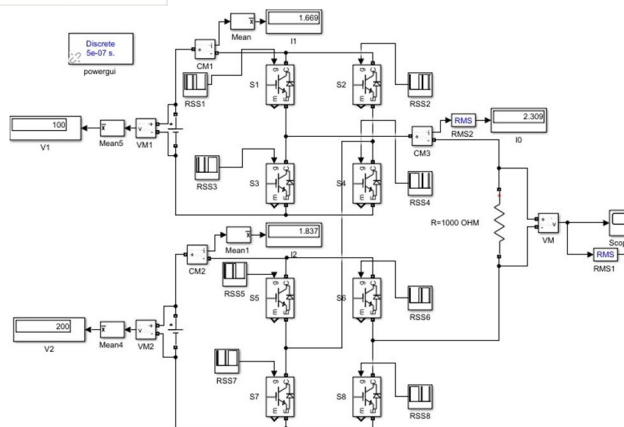 1.669
Mean
I1
Discrete
5e-07 s.
powergui
CM1
RSS1
S1
S2
RSS2
100
V1
Mean5
VM1
RMS
RMS2
2.309
I0
CM3
RSS3
S3
S4
RSS4
R=1000 OHM
VM
Scop
RMS
RMS1
1.837
Mean1
I2
CM2
RSS5
S5
S6
RSS6
200
V2
Mean4
VM2
RSS7
S7
S8
RSS8